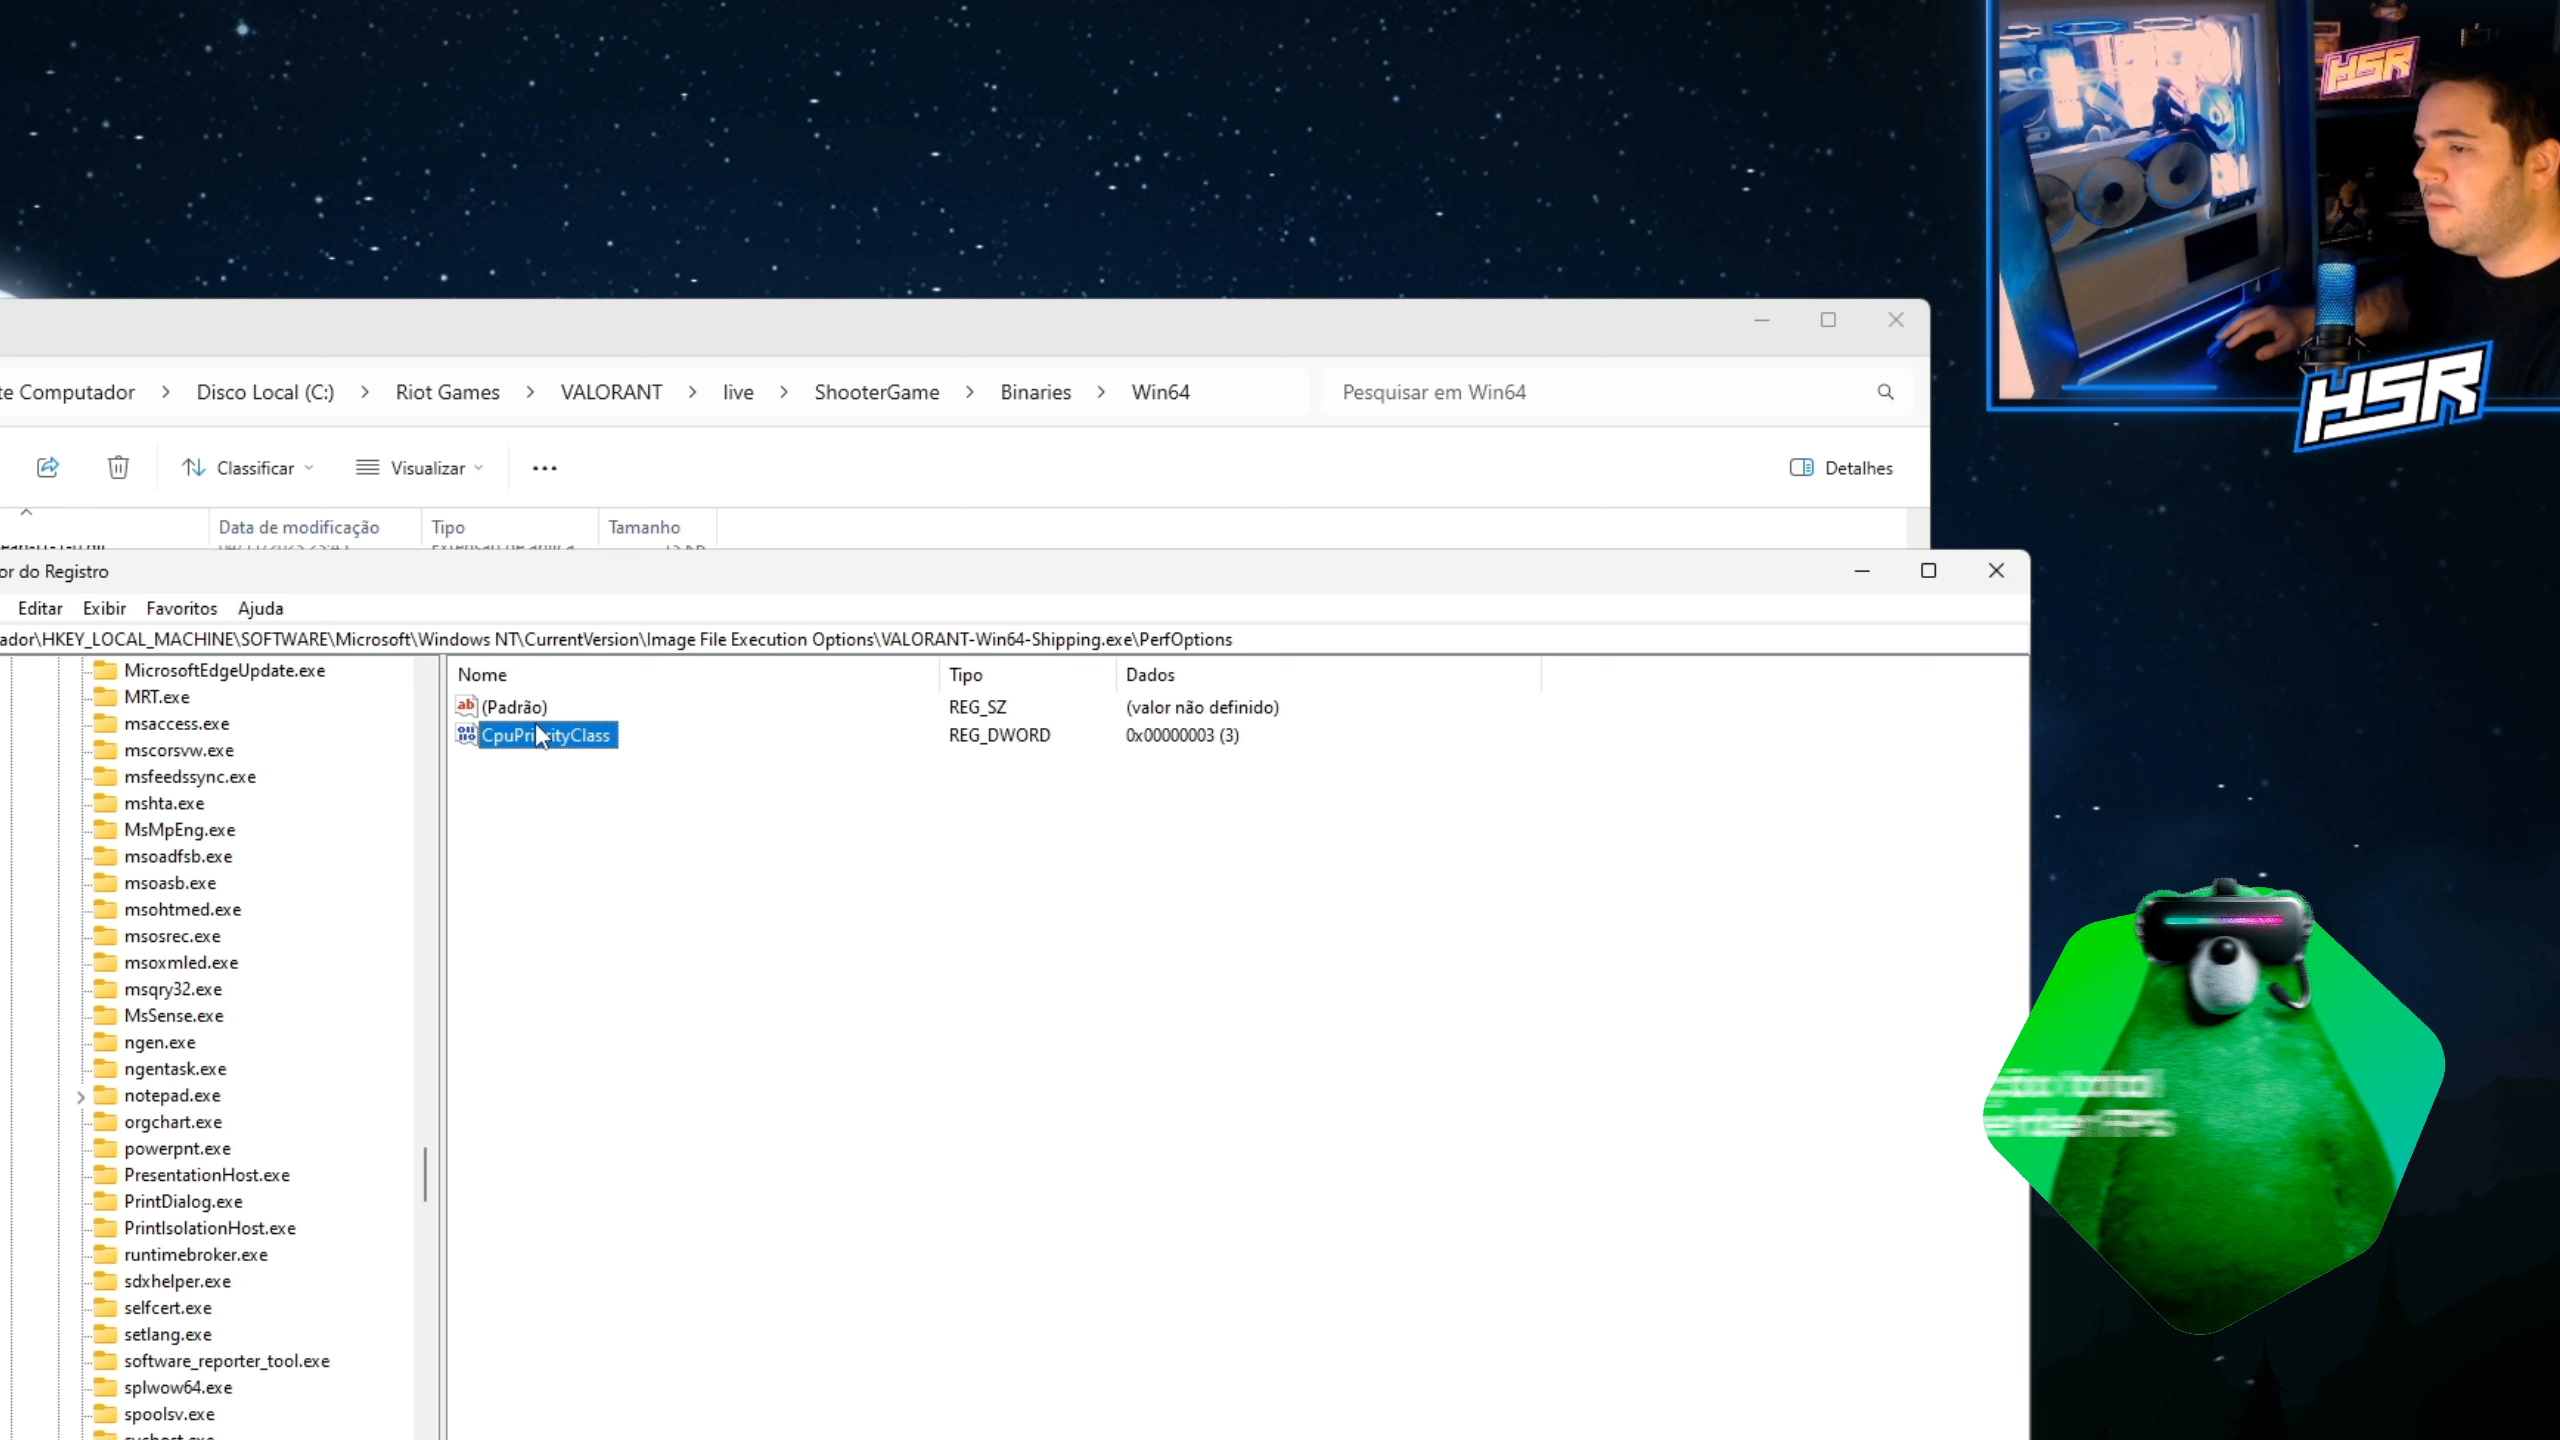 HSR
te Computador > Disco Local (C:) > Riot Games > VALORANT > live > ShooterGame > Binaries > Win64
Pesquisar em Win64
Classificar
Visualizar
Detalhes
Data de modificação
Tipo
Tamanho
or do Registro
Editar Exibir Favoritos Ajuda
ador\HKEY_LOCAL_MACHINE\SOFTWARE\Microsoft\Windows NT\CurrentVersion\Image File Execution Options\VALORANT-Win64-Shipping.exe\PerfOptions
MicrosoftEdgeUpdate.exe
MRT.exe
msaccess.exe
mscorsvw.exe
msfeedssync.exe
mshta.exe
MsMpEng.exe
msoadfsb.exe
msoasb.exe
msohtmed.exe
msosrec.exe
msoxmled.exe
msqry32.exe
MsSense.exe
ngen.exe
ngentask.exe
notepad.exe
orgchart.exe
powerpnt.exe
PresentationHost.exe
PrintDialog.exe
PrintIsolationHost.exe
runtimebroker.exe
sdxhelper.exe
selfcert.exe
setlang.exe
software_reporter_tool.exe
splwow64.exe
spoolsv.exe
Nome Tipo Dados
(Padrão) REG_SZ (valor não definido)
CpuPriorityClass REG_DWORD 0x00000003 (3)
HSR